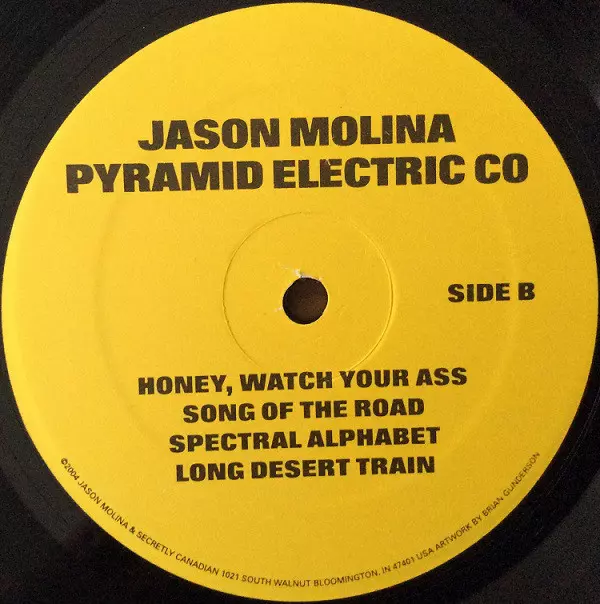 JASON MOLINA
PYRAMID ELECTRIC CO
SIDE B
HONEY, WATCH YOUR ASS
SONG OF THE ROAD
SPECTRAL ALPHABET
LONG DESERT TRAIN
©2004 JASON MOLINA & SECRETLY CANADIAN 1021 SOUTH WALNUT BLOOMINGTON, IN 47401 USA ARTWORK BY BRIAN GUNDERSON